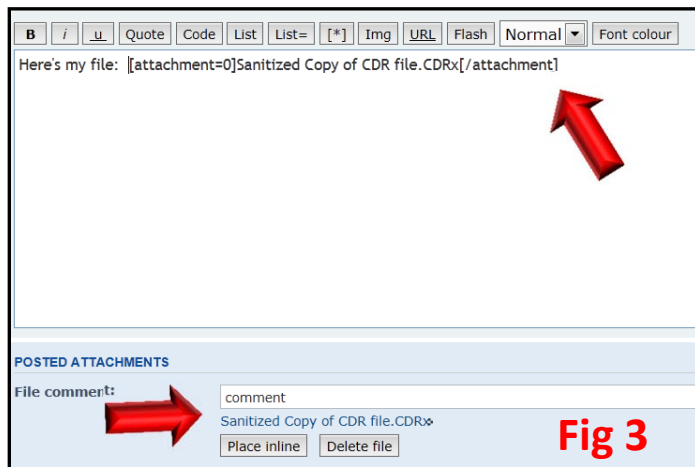 B i u Quote Code List List= [*] Img URL Flash Normal Font colour
Here's my file: [attachment=0]Sanitized Copy of CDR file.CDRx[/attachment]
POSTED ATTACHMENTS
File comment:
comment
Sanitized Copy of CDR file.CDRx
Place inline Delete file
Fig 3